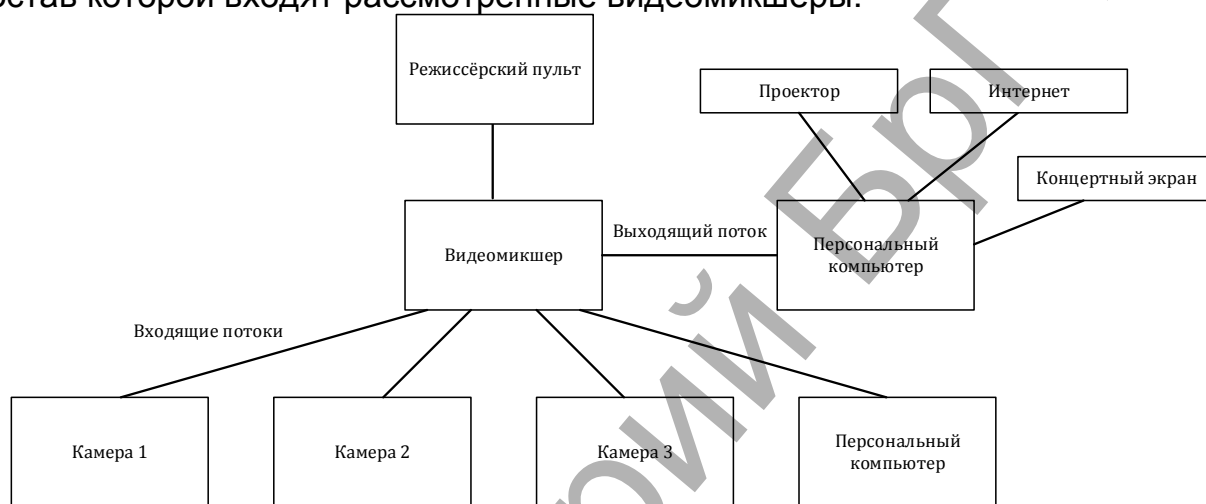 остав которой входят рассмотренные видеомикшеры.
Режиссёрский пульт
Проектор
Интернет
Концертный экран
Выходящий поток
Персональный
компьютер
Видеомикшер
Входящие потоки
Камера 1
Камера 2
Камера 3
Персональный
компьютер